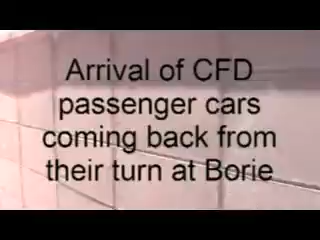 Arrival of CFD
passenger cars
coming back from
their turn at Borie